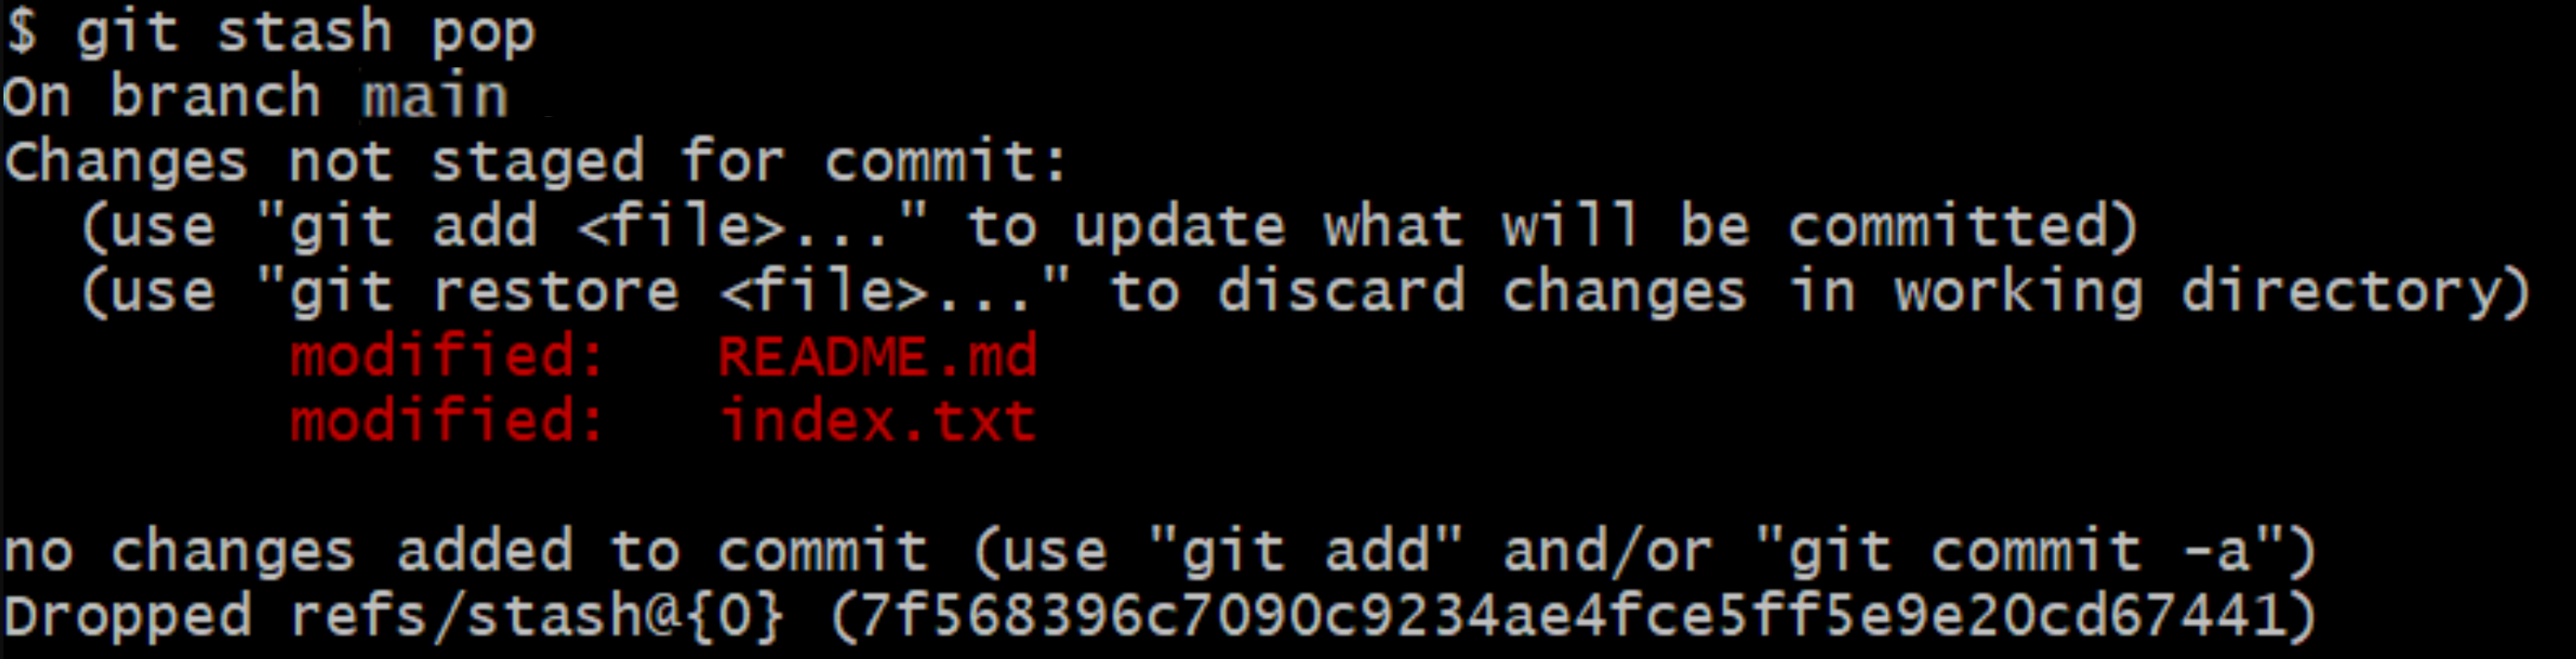 $ git stash pop
On branch main
Changes not staged for commit:
  (use "git add <file>..." to update what will be committed)
  (use "git restore <file>..." to discard changes in working directory)
        modified:   README.md
        modified:   index.txt

no changes added to commit (use "git add" and/or "git commit -a")
Dropped refs/stash@{0} (7f568396c7090c9234ae4fce5ff5e9e20cd67441)